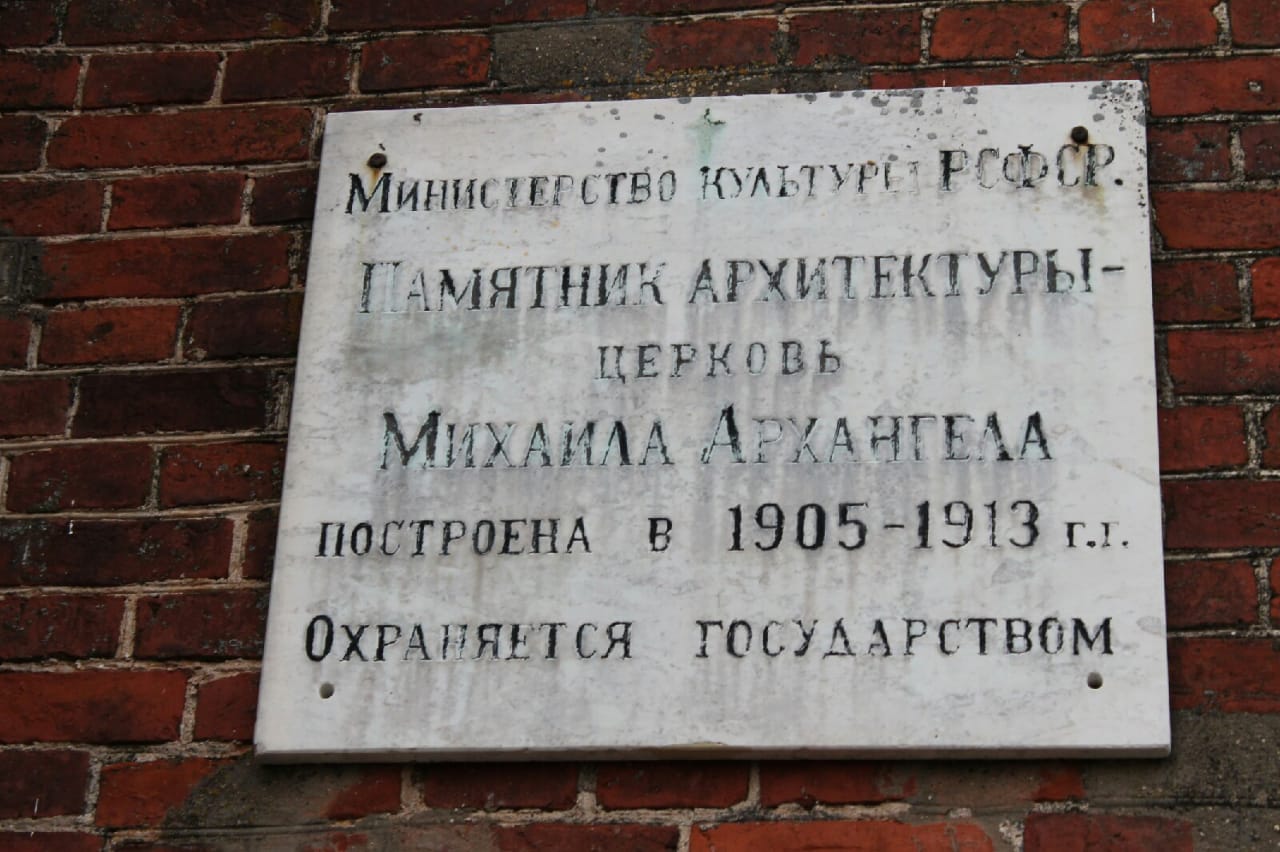 Министерство культуры РСФСР.
Памятник архитектуры-
церковь
Михаила Архангела
построена в 1905-1913 г.г.
Охраняется государством